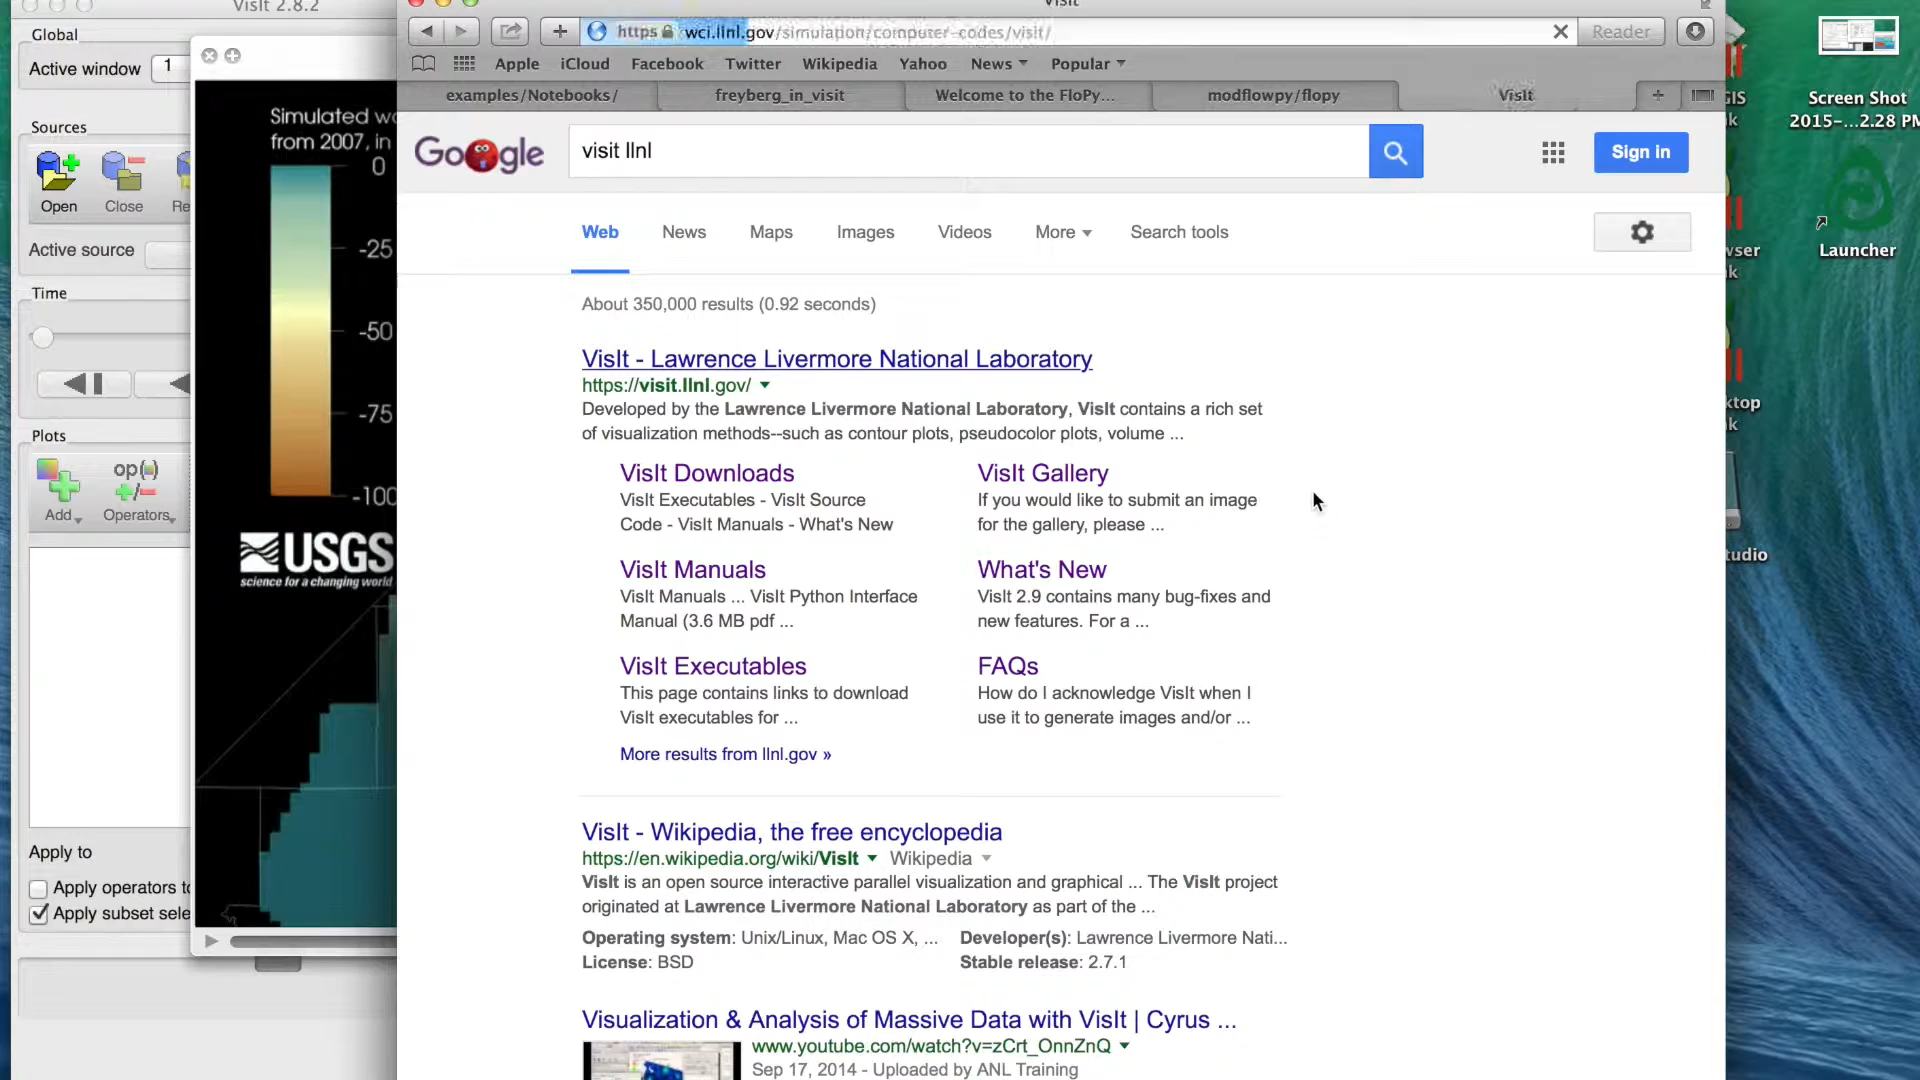 VisIt 2.8.2
Global
Active window
1
Sources
Open
Close
Active source
Time
Plots
Add
op( )
+/-
Operators
Apply to
Apply operators to
Apply subset sele
Simulated
from 2007, in
0
-25
-50
-75
-100
USGS
science for a changing world
VisIt
https
wci.llnl.gov/simulation/computer-codes/visit/
Reader
Apple
iCloud
Facebook
Twitter
Wikipedia
Yahoo
News
Popular
examples/Notebooks/
freyberg_in_visit
Welcome to the FloPy...
modflowpy/flopy
VisIt
Google
visit llnl
Sign in
Web
News
Maps
Images
Videos
More
Search tools
About 350,000 results (0.92 seconds)
VisIt - Lawrence Livermore National Laboratory
https://visit.llnl.gov/
Developed by the Lawrence Livermore National Laboratory, VisIt contains a rich set
of visualization methods--such as contour plots, pseudocolor plots, volume ...
VisIt Downloads
VisIt Executables - VisIt Source
Code - VisIt Manuals - What's New
VisIt Gallery
If you would like to submit an image
for the gallery, please ...
VisIt Manuals
VisIt Manuals ... VisIt Python Interface
Manual (3.6 MB pdf ...
What's New
VisIt 2.9 contains many bug-fixes and
new features. For a ...
VisIt Executables
This page contains links to download
VisIt executables for ...
FAQs
How do I acknowledge VisIt when I
use it to generate images and/or ...
More results from llnl.gov »
VisIt - Wikipedia, the free encyclopedia
https://en.wikipedia.org/wiki/VisIt
Wikipedia
VisIt is an open source interactive parallel visualization and graphical ... The VisIt project
originated at Lawrence Livermore National Laboratory as part of the ...
Operating system: Unix/Linux, Mac OS X, ...
Developer(s): Lawrence Livermore Nati...
License: BSD
Stable release: 2.7.1
Visualization & Analysis of Massive Data with VisIt | Cyrus ...
www.youtube.com/watch?v=zCrt_OnnZnQ
Sep 17, 2014 - Uploaded by ANL Training
Screen Shot
2015-...2.28 PM
Launcher